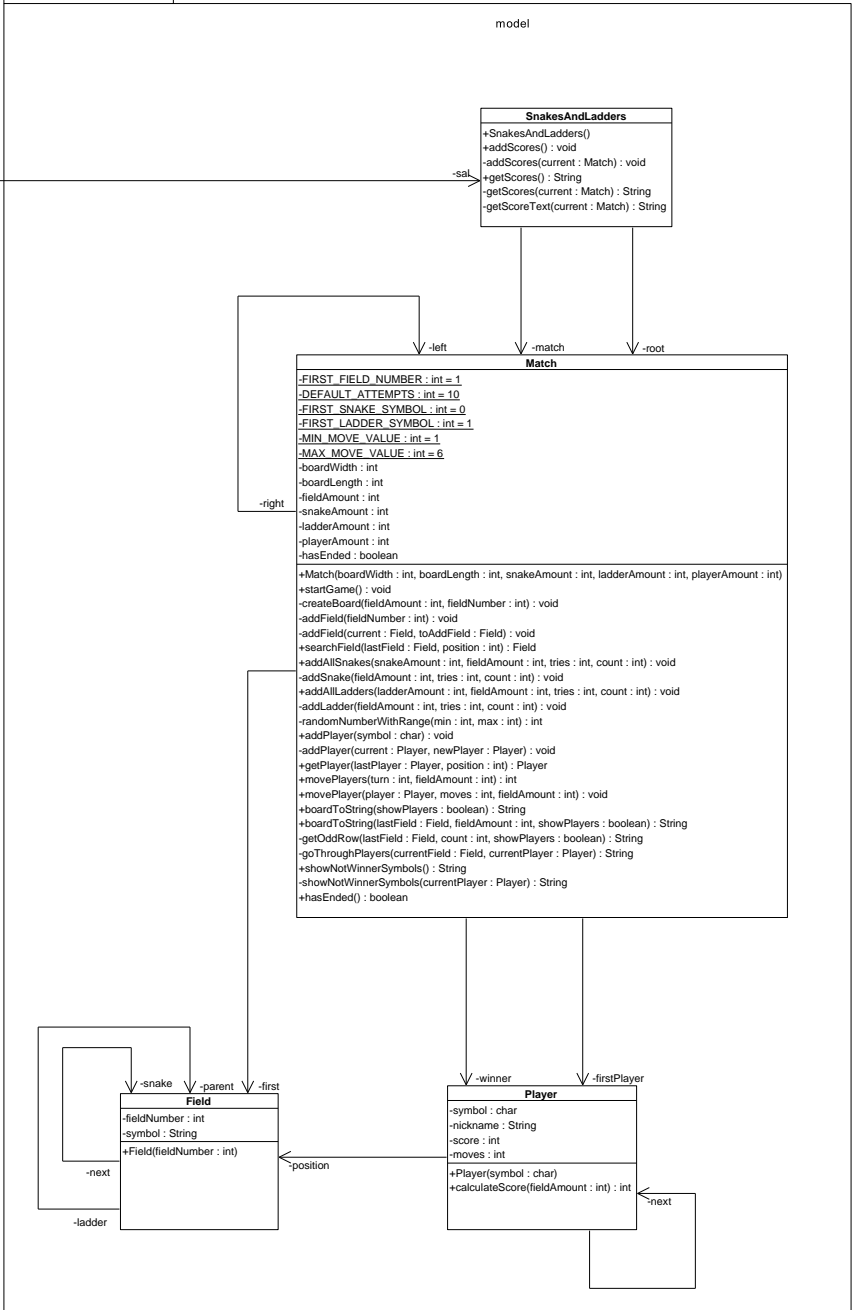 model
SnakesAndLadders
+SnakesAndLadders()
+addScores() : void
-addScores(current : Match) : void
+getScores() : String
-getScores(current : Match) : String
-getScoreText(current : Match) : String
-sal
-left
-match
-root
Match
-FIRST_FIELD_NUMBER : int = 1
-DEFAULT_ATTEMPTS : int = 10
-FIRST_SNAKE_SYMBOL : int = 0
-FIRST_LADDER_SYMBOL : int = 1
-MIN_MOVE_VALUE : int = 1
-MAX_MOVE_VALUE : int = 6
-boardWidth : int
-boardLength : int
-fieldAmount : int
-snakeAmount : int
-ladderAmount : int
-playerAmount : int
-hasEnded : boolean
-right
+Match(boardWidth : int, boardLength : int, snakeAmount : int, ladderAmount : int, playerAmount : int)
+startGame() : void
-createBoard(fieldAmount : int, fieldNumber : int) : void
-addField(fieldNumber : int) : void
-addField(current : Field, toAddField : Field) : void
+searchField(lastField : Field, position : int) : Field
+addAllSnakes(snakeAmount : int, fieldAmount : int, tries : int, count : int) : void
-addSnake(fieldAmount : int, tries : int, count : int) : void
+addAllLadders(ladderAmount : int, fieldAmount : int, tries : int, count : int) : void
-addLadder(fieldAmount : int, tries : int, count : int) : void
-randomNumberWithRange(min : int, max : int) : int
+addPlayer(symbol : char) : void
-addPlayer(current : Player, newPlayer : Player) : void
+getPlayer(lastPlayer : Player, position : int) : Player
+movePlayers(turn : int, fieldAmount : int) : int
+movePlayer(player : Player, moves : int, fieldAmount : int) : void
+boardToString(showPlayers : boolean) : String
+boardToString(lastField : Field, fieldAmount : int, showPlayers : boolean) : String
-getOddRow(lastField : Field, count : int, showPlayers : boolean) : String
-goThroughPlayers(currentField : Field, currentPlayer : Player) : String
+showNotWinnerSymbols() : String
-showNotWinnerSymbols(currentPlayer : Player) : String
+hasEnded() : boolean
-snake
-parent
-first
Field
-fieldNumber : int
-symbol : String
+Field(fieldNumber : int)
-next
-ladder
-position
-winner
-firstPlayer
Player
-symbol : char
-nickname : String
-score : int
-moves : int
+Player(symbol : char)
+calculateScore(fieldAmount : int) : int
-next